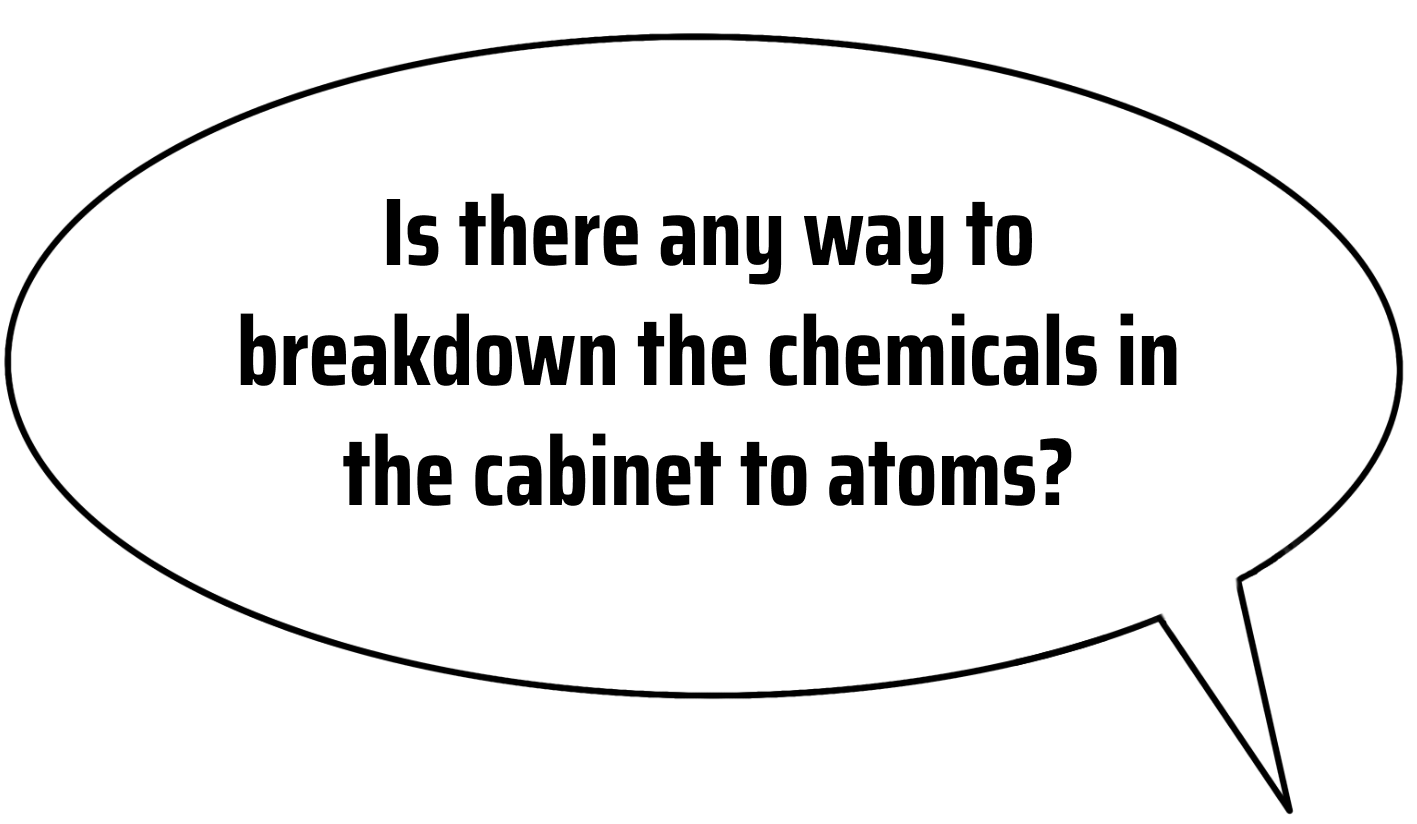 Is there any way to
breakdown the chemicals in
the cabinet to atoms?